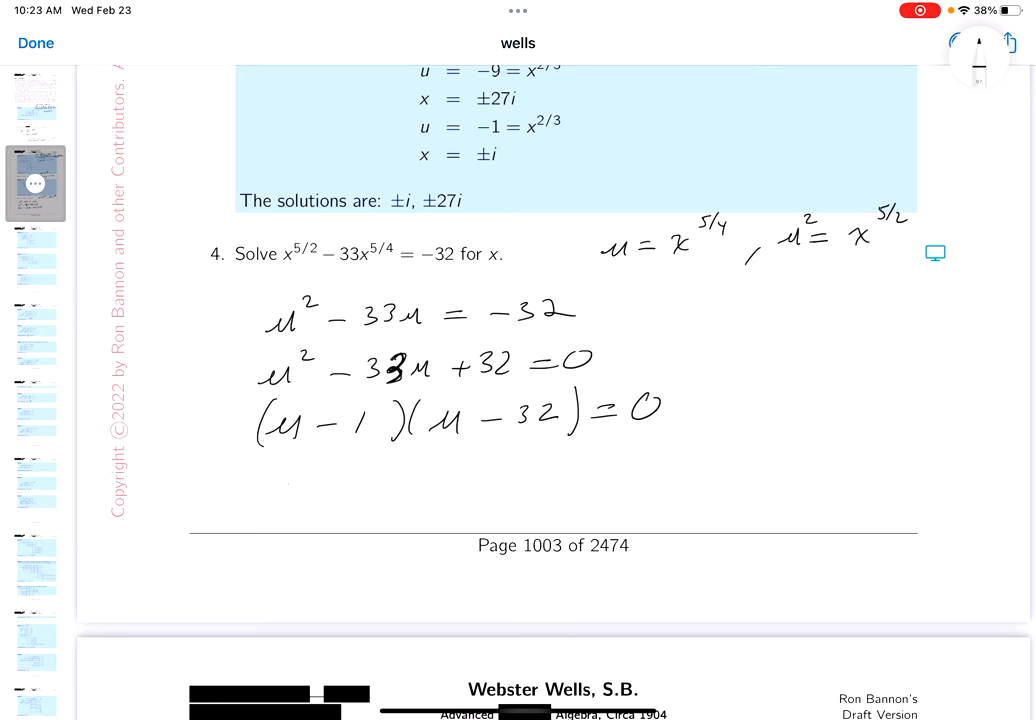 10:23 AM Wed Feb 23
38%
Done
wells
u = −9 = x^2/3
x = ±27i
u = −1 = x^2/3
x = ±i
The solutions are: ±i, ±27i
4. Solve x^5/2 − 33x^5/4 = −32 for x.
u = x^5/4 , u^2 = x^5/2
u^2 − 33u = −32
u^2 − 33u + 32 = 0
(u − 1)(u − 32) = 0
Page 1003 of 2474
Copyright ©2022 by Ron Bannon and other Contributors.
Webster Wells, S.B.
Ron Bannon's
Advanced Algebra, Circa 1904
Draft Version